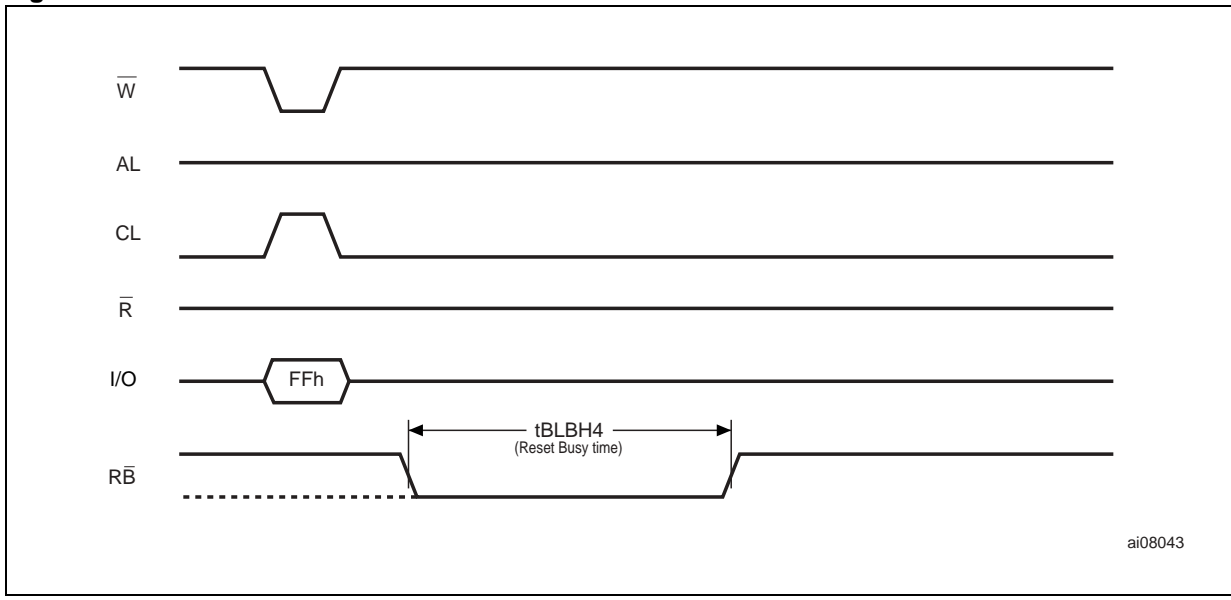 W̅
AL
CL
R̅
I/O
FFh
tBLBH4
(Reset Busy time)
RB̅
ai08043